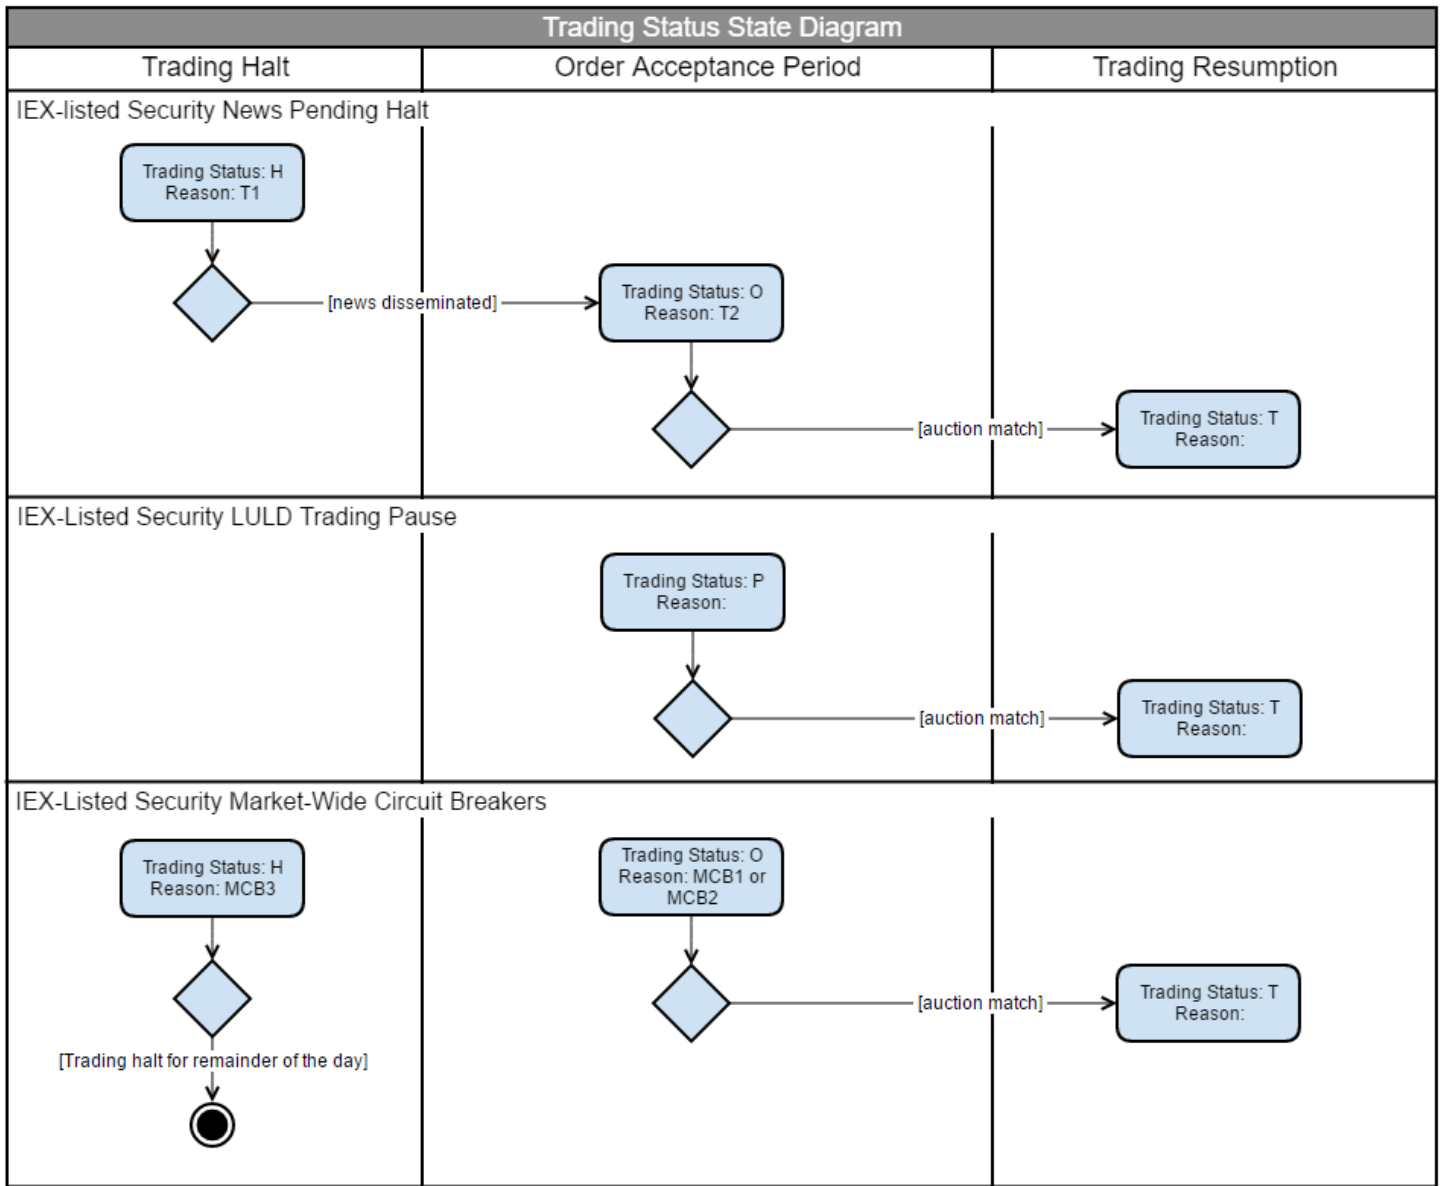 Trading Status State Diagram
Trading Halt
Order Acceptance Period
Trading Resumption
IEX-listed Security News Pending Halt
Trading Status: H
Reason: T1
[news disseminated]
Trading Status: O
Reason: T2
[auction match]
Trading Status: T
Reason:
IEX-Listed Security LULD Trading Pause
Trading Status: P
Reason:
[auction match]
Trading Status: T
Reason:
IEX-Listed Security Market-Wide Circuit Breakers
Trading Status: H
Reason: MCB3
[Trading halt for remainder of the day]
Trading Status: O
Reason: MCB1 or
MCB2
[auction match]
Trading Status: T
Reason: